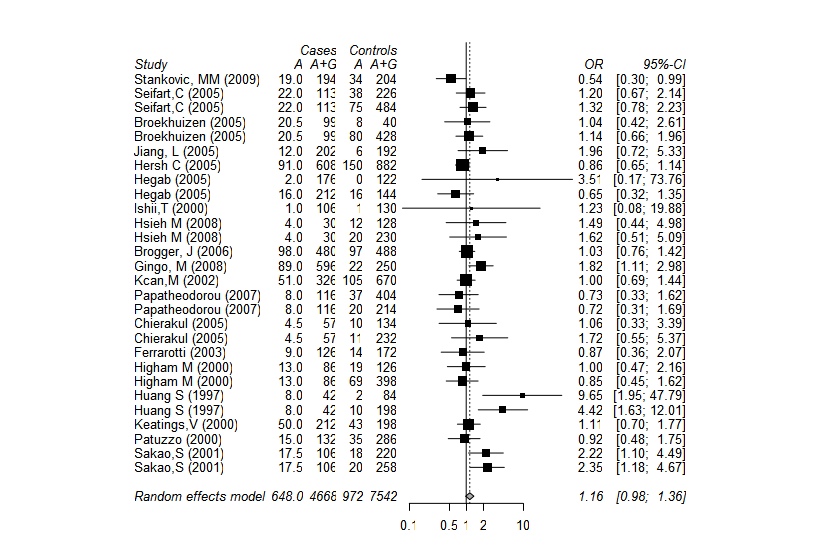 Cases Controls
Study A A+G A A+G OR 95%-CI
Stankovic, MM (2009) 19.0 194 34 204 0.54 [0.30; 0.99]
Seifart,C (2005) 22.0 113 38 226 1.20 [0.67; 2.14]
Seifart,C (2005) 22.0 113 75 484 1.32 [0.78; 2.23]
Broekhuizen (2005) 20.5 99 8 40 1.04 [0.42; 2.61]
Broekhuizen (2005) 20.5 99 80 428 1.14 [0.66; 1.96]
Jiang, L (2005) 12.0 202 6 192 1.96 [0.72; 5.33]
Hersh C (2005) 91.0 608 150 882 0.86 [0.65; 1.14]
Hegab (2005) 2.0 176 0 122 3.51 [0.17; 73.76]
Hegab (2005) 16.0 212 16 144 0.65 [0.32; 1.35]
Ishii,T (2000) 1.0 106 1 130 1.23 [0.08; 19.88]
Hsieh M (2008) 4.0 30 12 128 1.49 [0.44; 4.98]
Hsieh M (2008) 4.0 30 20 230 1.62 [0.51; 5.09]
Brogger, J (2006) 98.0 480 97 488 1.03 [0.76; 1.42]
Gingo, M (2008) 89.0 596 22 250 1.82 [1.11; 2.98]
Kcan,M (2002) 51.0 326 105 670 1.00 [0.69; 1.44]
Papatheodorou (2007) 8.0 116 37 404 0.73 [0.33; 1.62]
Papatheodorou (2007) 8.0 116 20 214 0.72 [0.31; 1.69]
Chierakul (2005) 4.5 57 10 134 1.06 [0.33; 3.39]
Chierakul (2005) 4.5 57 11 232 1.72 [0.55; 5.37]
Ferrarotti (2003) 9.0 126 14 172 0.87 [0.36; 2.07]
Higham M (2000) 13.0 86 19 126 1.00 [0.47; 2.16]
Higham M (2000) 13.0 86 69 398 0.85 [0.45; 1.62]
Huang S (1997) 8.0 42 2 84 9.65 [1.95; 47.79]
Huang S (1997) 8.0 42 10 198 4.42 [1.63; 12.01]
Keatings,V (2000) 50.0 212 43 198 1.11 [0.70; 1.77]
Patuzzo (2000) 15.0 132 35 286 0.92 [0.48; 1.75]
Sakao,S (2001) 17.5 106 18 220 2.22 [1.10; 4.49]
Sakao,S (2001) 17.5 106 20 258 2.35 [1.18; 4.67]
Random effects model 648.0 4668 972 7542 1.16 [0.98; 1.36]
0.1 0.5 1 2 10